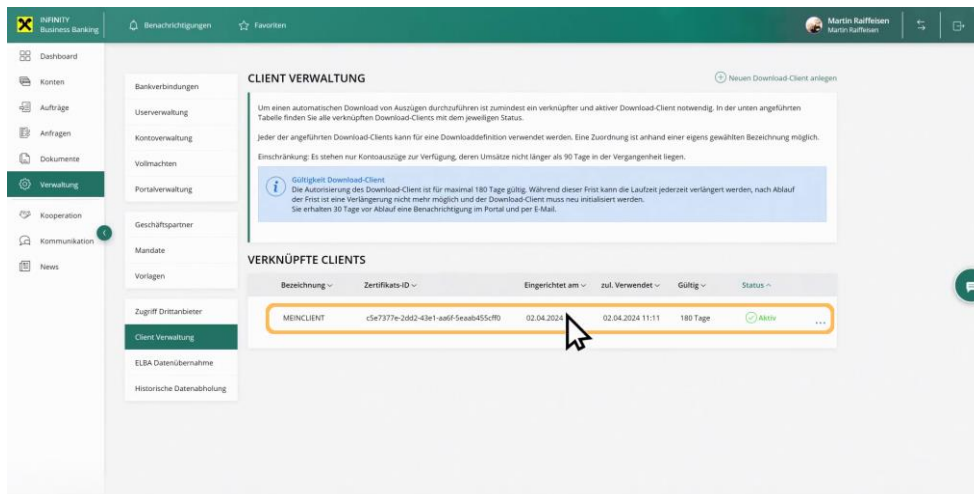 INFINITY
Business Banking
Benachrichtigungen
Favoriten
Martin Raiffeisen
Martin Raiffeisen
Dashboard
Konten
Aufträge
Anfragen
Dokumente
Verwaltung
Kooperation
Kommunikation
News
Bankverbindungen
Userverwaltung
Kontoverwaltung
Vollmachten
Portalverwaltung
Geschäftspartner
Mandate
Vorlagen
Zugriff Drittanbieter
Client Verwaltung
ELBA Datenübernahme
Historische Datenabholung
CLIENT VERWALTUNG
Neuen Download-Client anlegen
Um einen automatischen Download von Auszügen durchzuführen ist zumindest ein verknüpfter und aktiver Download-Client notwendig. In der unten angeführten
Tabelle finden Sie alle verknüpften Download-Clients mit dem jeweiligen Status.
Jeder der angeführten Download-Clients kann für eine Downloaddefinition verwendet werden. Eine Zuordnung ist anhand einer eigens gewählten Bezeichnung möglich.
Einschränkung: Es stehen nur Kontoauszüge zur Verfügung, deren Umsätze nicht länger als 90 Tage in der Vergangenheit liegen.
Gültigkeit Download-Client
Die Autorisierung des Download-Client ist für maximal 180 Tage gültig. Während dieser Frist kann die Laufzeit jederzeit verlängert werden, nach Ablauf
der Frist ist eine Verlängerung nicht mehr möglich und der Download-Client muss neu initialisiert werden.
Sie erhalten 30 Tage vor Ablauf eine Benachrichtigung im Portal und per E-Mail.
VERKNÜPFTE CLIENTS
Bezeichnung Zertifikats-ID Eingerichtet am zul. Verwendet Gültig Status
MEINCLIENT c5e7377e-2dd2-43e1-aa6f-5eaab455cff0 02.04.2024 02.04.2024 11:11 180 Tage Aktiv ...